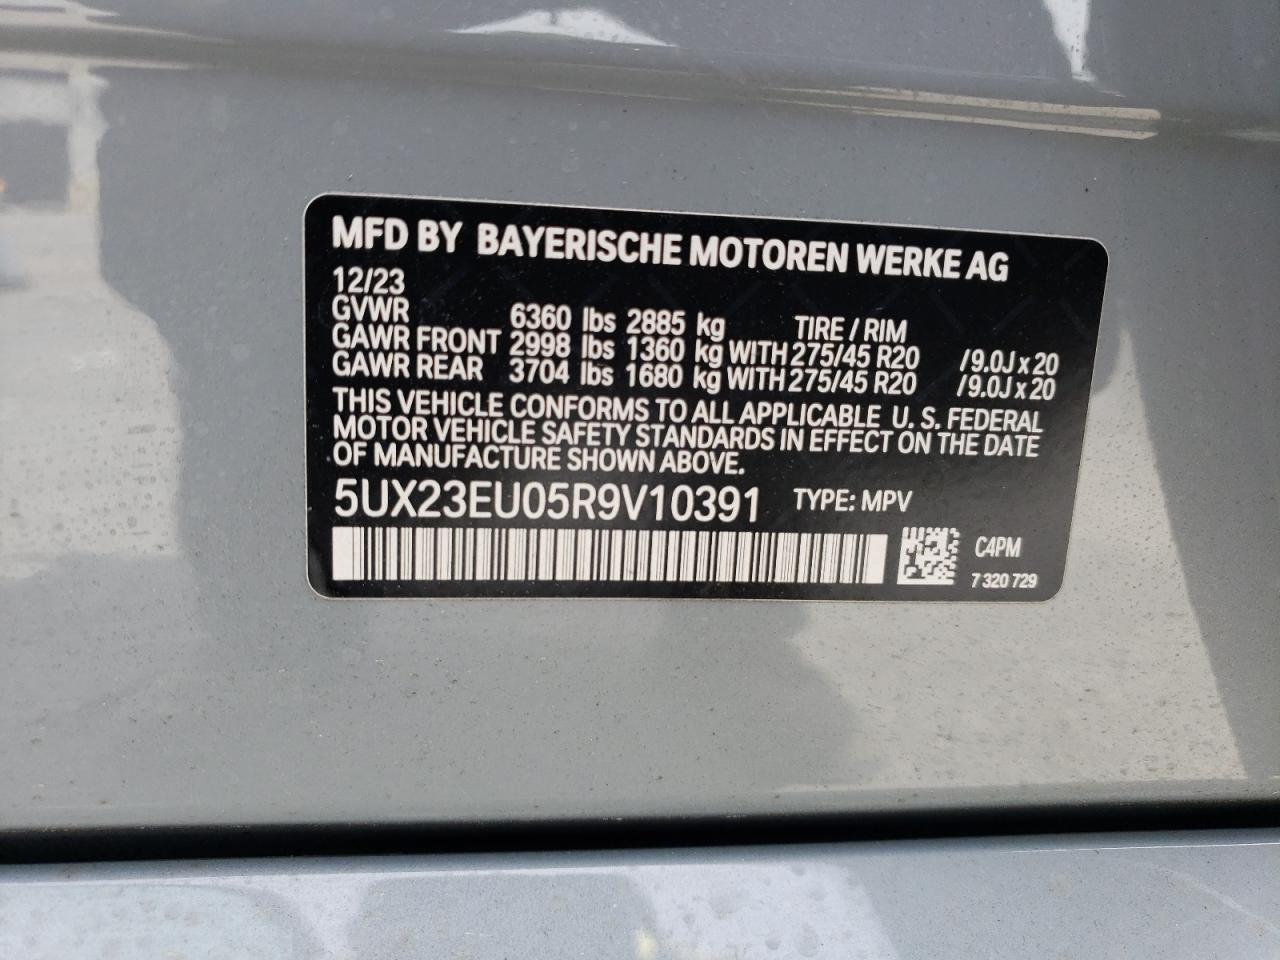 MFD BY BAYERISCHE MOTOREN WERKE AG
12/23
GVWR 6360 lbs 2885 kg TIRE / RIM
GAWR FRONT 2998 lbs 1360 kg WITH 275/45 R20 /9.0J x 20
GAWR REAR 3704 lbs 1680 kg WITH 275/45 R20 /9.0J x 20
THIS VEHICLE CONFORMS TO ALL APPLICABLE U. S. FEDERAL
MOTOR VEHICLE SAFETY STANDARDS IN EFFECT ON THE DATE
OF MANUFACTURE SHOWN ABOVE.
5UX23EU05R9V10391 TYPE: MPV
C4PM
7 320 729